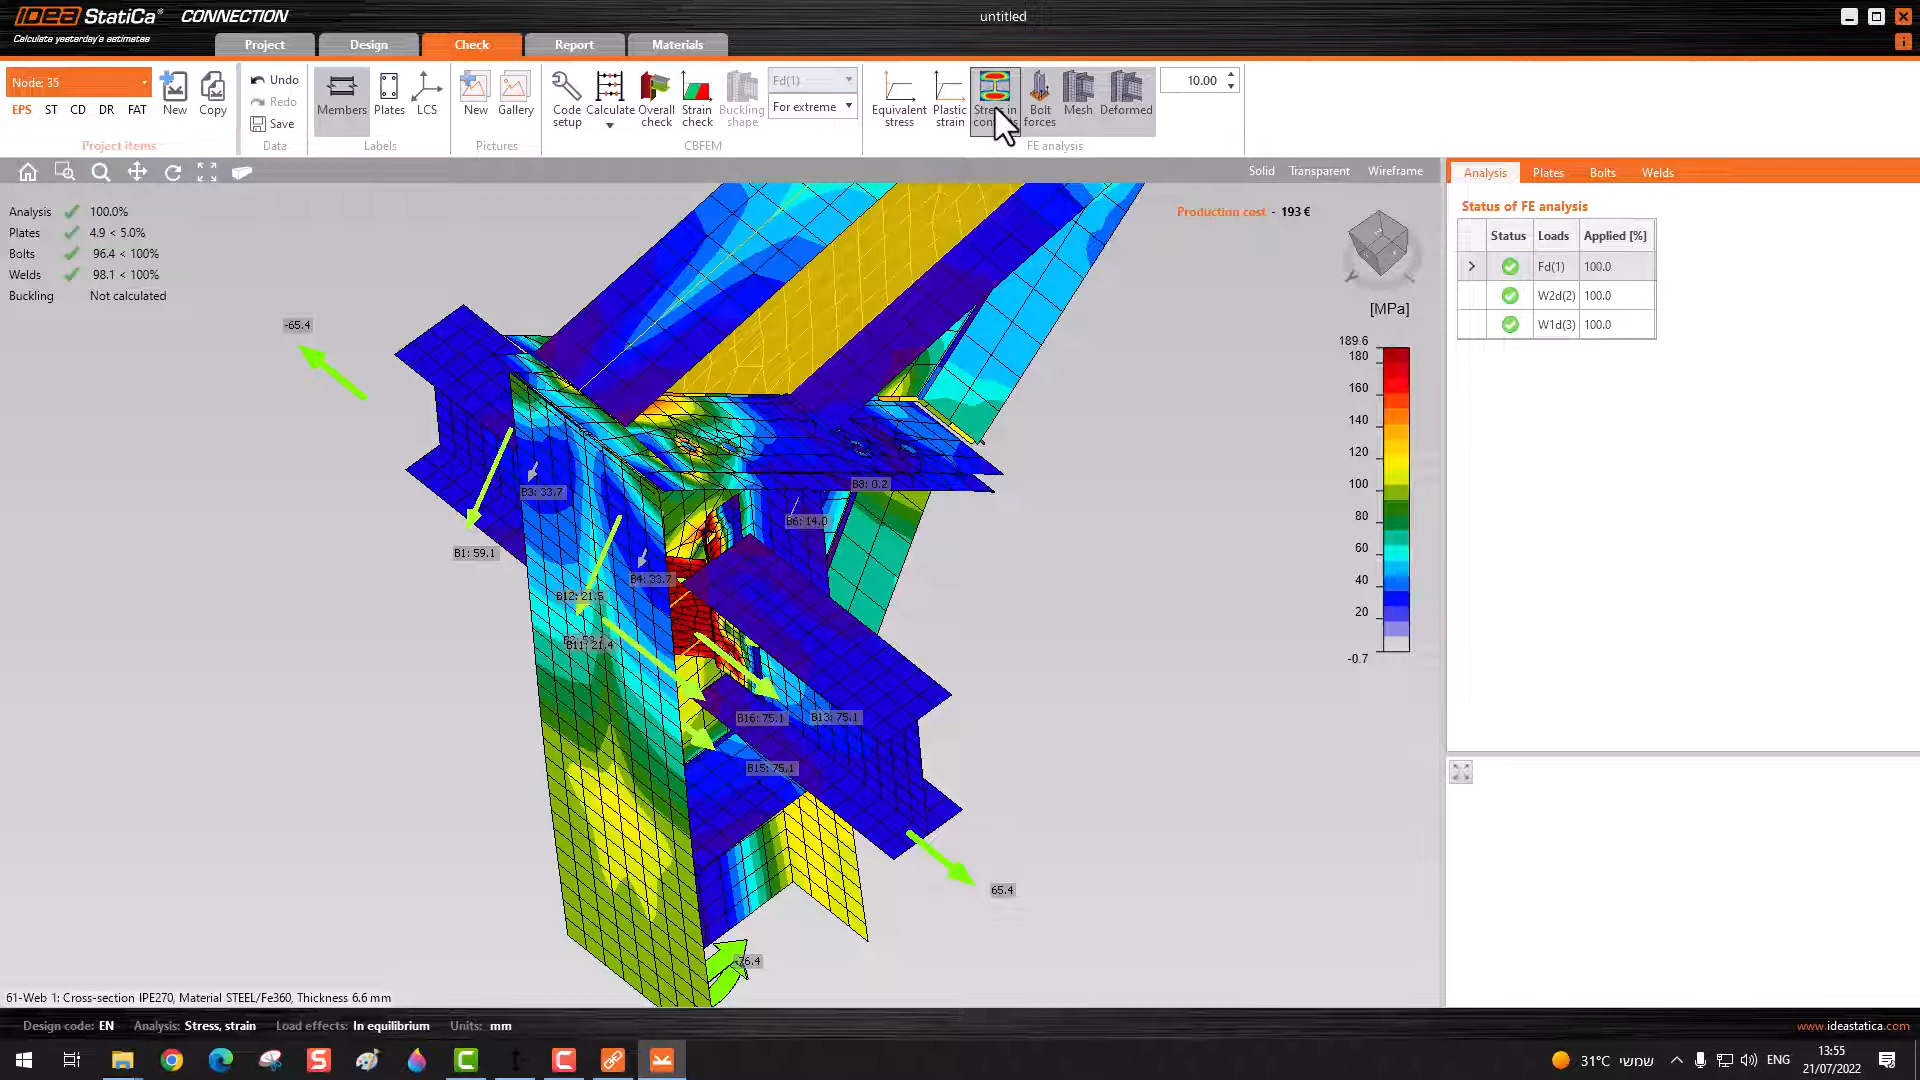 IDEA StatiCa® CONNECTION
untitled
Calculate yesterday's estimates
Project
Design
Check
Report
Materials
Node: 35
EPS ST CD DR FAT
New
Copy
Project items
Undo
Redo
Save
Data
Members
Plates
LCS
Labels
New
Gallery
Pictures
Code setup
Calculate
Overall check
Strain check
Buckling shape
Fd(1)
For extreme
CBFEM
Equivalent stress
Plastic strain
Bolt forces
Mesh
Deformed
10.00
FE analysis
Solid
Transparent
Wireframe
Analysis 100.0%
Plates 4.9 < 5.0%
Bolts 96.4 < 100%
Welds 98.1 < 100%
Buckling Not calculated
Production cost - 193 €
[MPa]
189.6
180
160
140
120
100
80
60
40
20
-0.7
-65.4
B3: 33.7
B8: 0.2
B6: 14.0
B1: 59.1
B4: 33.7
B12: 21.5
B11: 21.4
B16: 75.1
B13: 75.1
B15: 75.1
65.4
-76.4
61-Web 1: Cross-section IPE270, Material STEEL/Fe360, Thickness 6.6 mm
Analysis
Plates
Bolts
Welds
Status of FE analysis
Status Loads Applied [%]
Fd(1) 100.0
W2d(2) 100.0
W1d(3) 100.0
Design code: EN Analysis: Stress, strain Load effects: In equilibrium Units: mm
www.ideastatica.com
31°C שמשי
ENG
13:55
21/07/2022